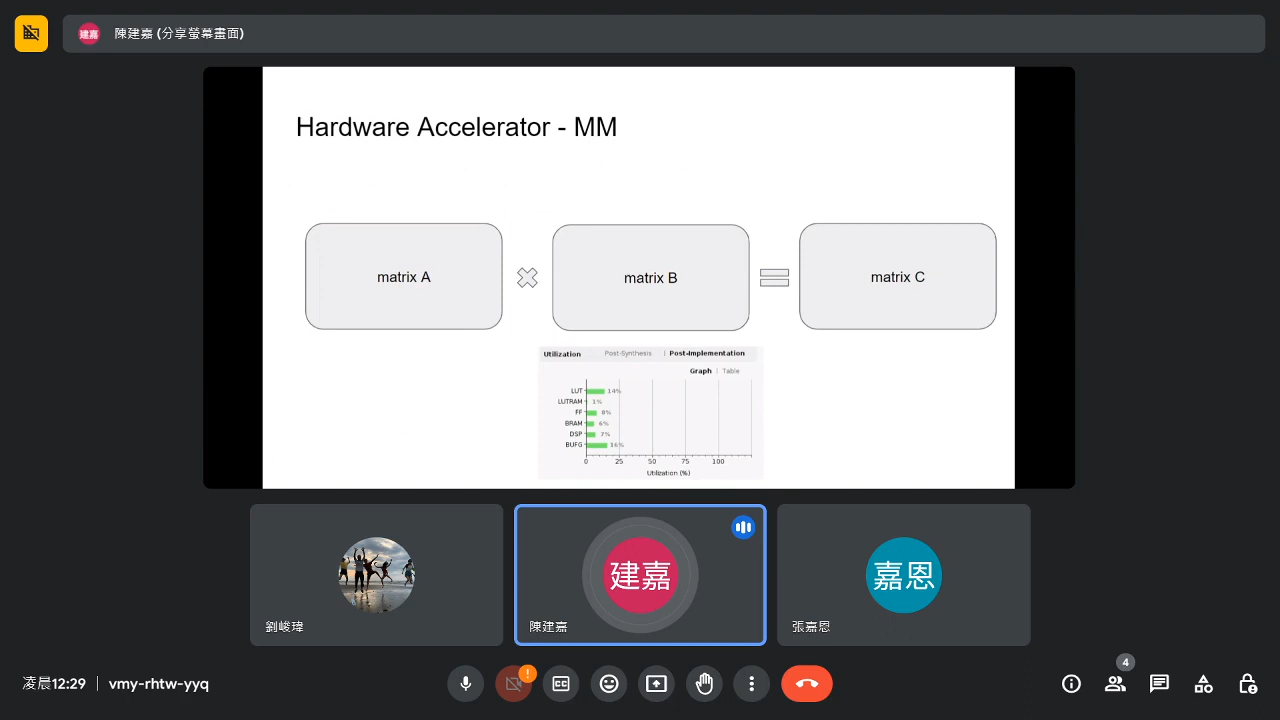 建嘉 陳建嘉 (分享螢幕畫面)
Hardware Accelerator - MM
matrix A
matrix B
matrix C
Utilization Post-Synthesis | Post-Implementation
Graph | Table
LUT 14%
LUTRAM 1%
FF 8%
BRAM 6%
DSP 7%
BUFG 16%
0 25 50 75 100
Utilization (%)
建嘉
嘉恩
劉峻瑋
陳建嘉
張嘉恩
凌晨12:29 | vmy-rhtw-yyq
!
CC
4